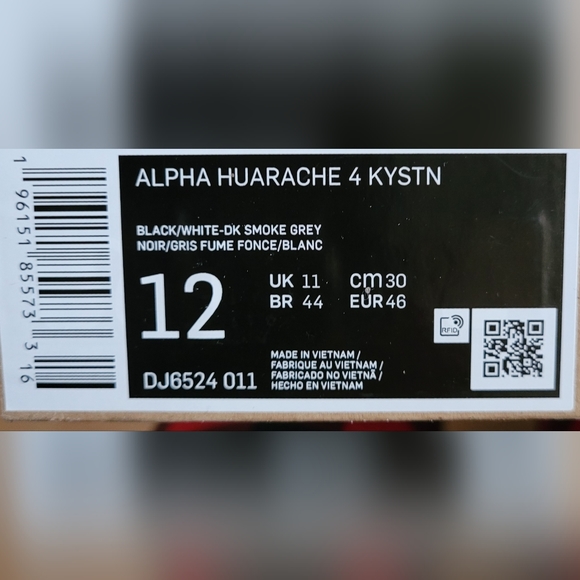 1 96151 85573 3 16
ALPHA HUARACHE 4 KYSTN
BLACK/WHITE-DK SMOKE GREY
NOIR/GRIS FUME FONCE/BLANC
12
UK 11 cm 30
BR 44 EUR 46
RFID
DJ6524 011
MADE IN VIETNAM /
FABRIQUE AU VIETNAM /
FABRICADO NO VIETNÃ /
HECHO EN VIETNAM